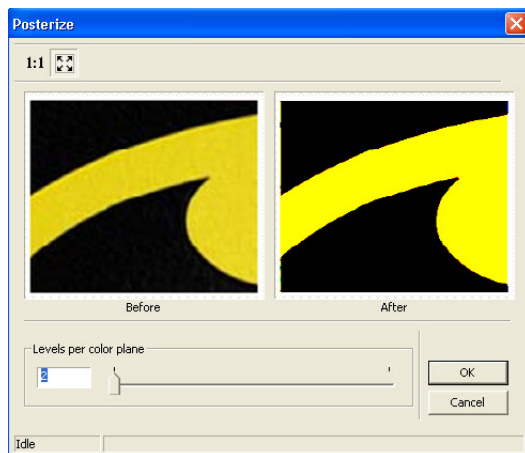 Posterize
1:1
Before
After
Levels per color plane
2
OK
Cancel
Idle